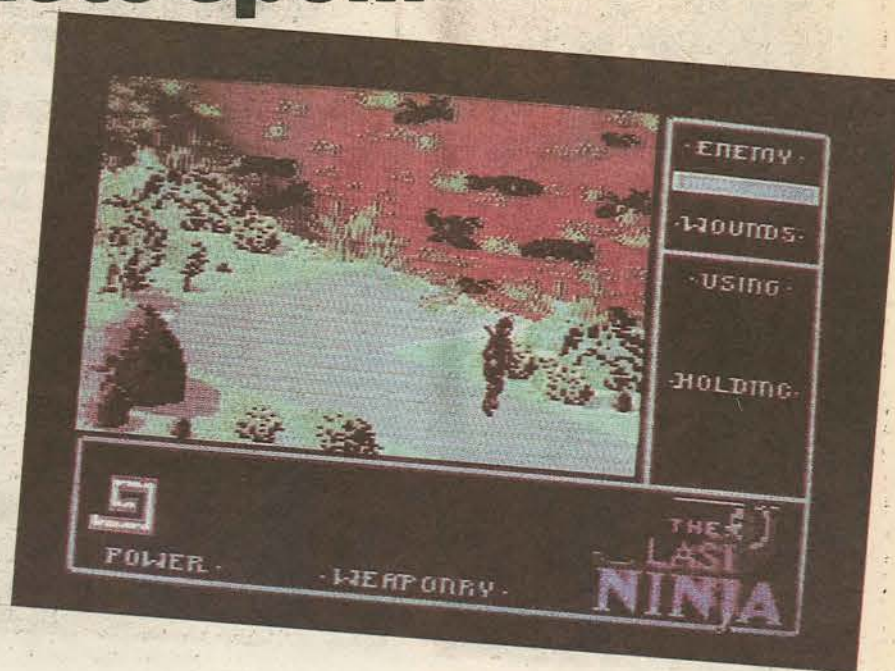 ·ENEMY·
·WOUNDS·
·USING·
·HOLDING·
POWER·
·WEAPONRY·
THE
LAST
NINJA